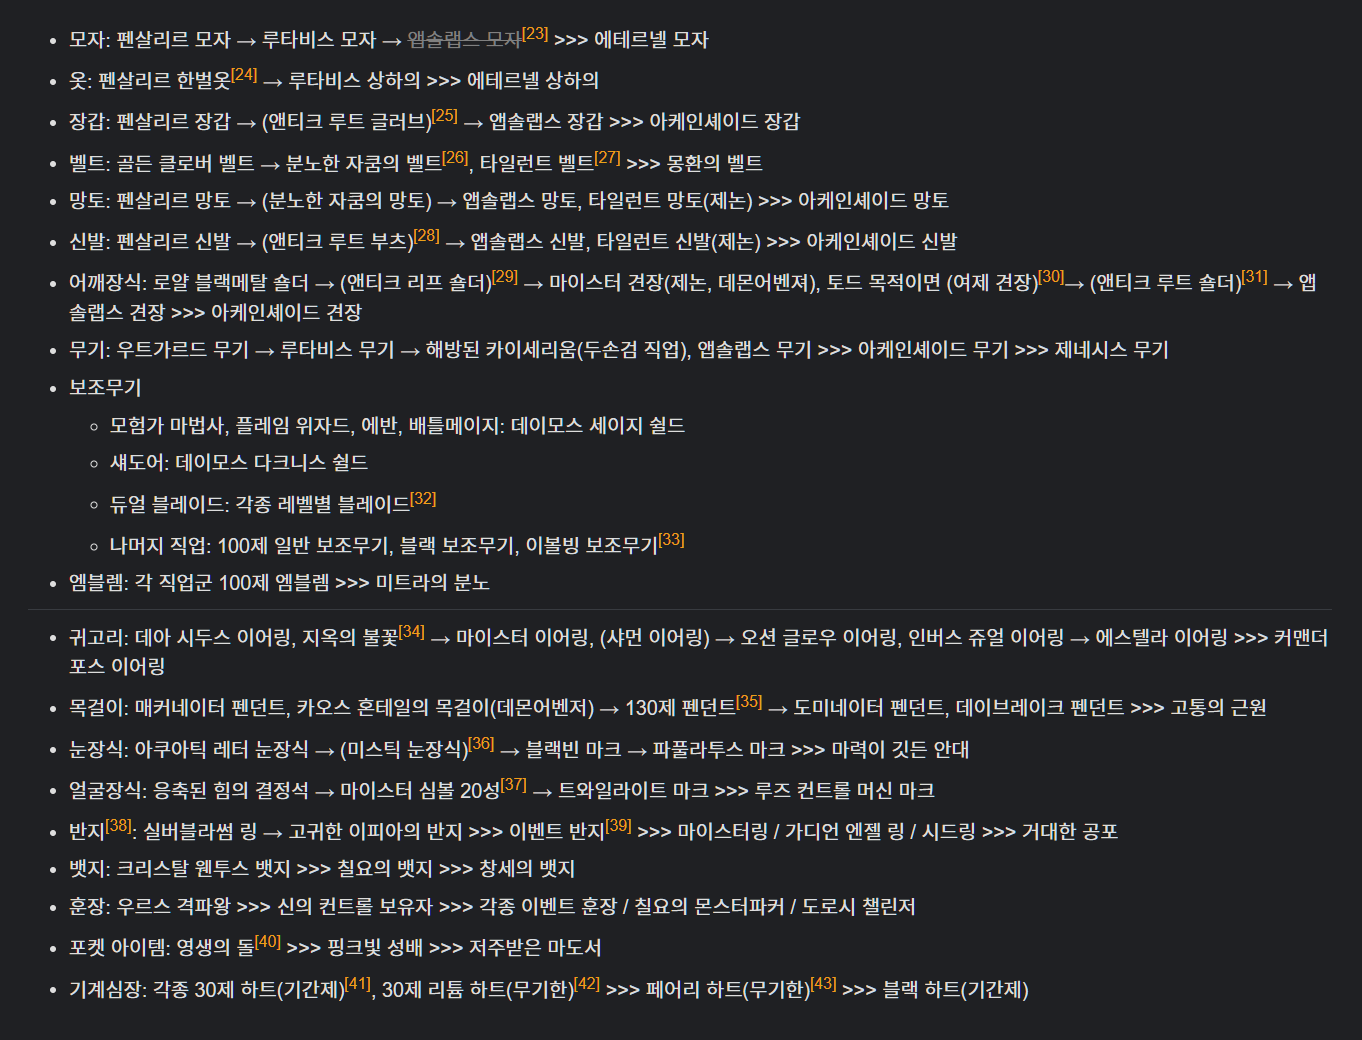 • 모자: 펜살리르 모자 → 루타비스 모자 → 앱솔랩스 모자[23] >>> 에테르넬 모자
• 옷: 펜살리르 한벌옷[24] → 루타비스 상하의 >>> 에테르넬 상하의
• 장갑: 펜살리르 장갑 → (앤티크 루트 글러브)[25] → 앱솔랩스 장갑 >>> 아케인셰이드 장갑
• 벨트: 골든 클로버 벨트 → 분노한 자쿰의 벨트[26], 타일런트 벨트[27] >>> 몽환의 벨트
• 망토: 펜살리르 망토 → (분노한 자쿰의 망토) → 앱솔랩스 망토, 타일런트 망토(제논) >>> 아케인셰이드 망토
• 신발: 펜살리르 신발 → (앤티크 루트 부츠)[28] → 앱솔랩스 신발, 타일런트 신발(제논) >>> 아케인셰이드 신발
• 어깨장식: 로얄 블랙메탈 숄더 → (앤티크 리프 숄더)[29] → 마이스터 견장(제논, 데몬어벤져), 토드 목적이면 (여제 견장)[30]→ (앤티크 루트 숄더)[31] → 앱
솔랩스 견장 >>> 아케인셰이드 견장
• 무기: 우트가르드 무기 → 루타비스 무기 → 해방된 카이세리움(두손검 직업), 앱솔랩스 무기 >>> 아케인셰이드 무기 >>> 제네시스 무기
• 보조무기
◦ 모험가 마법사, 플레임 위자드, 에반, 배틀메이지: 데이모스 세이지 쉴드
◦ 섀도어: 데이모스 다크니스 쉴드
◦ 듀얼 블레이드: 각종 레벨별 블레이드[32]
◦ 나머지 직업: 100제 일반 보조무기, 블랙 보조무기, 이볼빙 보조무기[33]
• 엠블렘: 각 직업군 100제 엠블렘 >>> 미트라의 분노
• 귀고리: 데아 시두스 이어링, 지옥의 불꽃[34] → 마이스터 이어링, (샤먼 이어링) → 오션 글로우 이어링, 인버스 쥬얼 이어링 → 에스텔라 이어링 >>> 커맨더
포스 이어링
• 목걸이: 매커네이터 펜던트, 카오스 혼테일의 목걸이(데몬어벤저) → 130제 펜던트[35] → 도미네이터 펜던트, 데이브레이크 펜던트 >>> 고통의 근원
• 눈장식: 아쿠아틱 레터 눈장식 → (미스틱 눈장식)[36] → 블랙빈 마크 → 파풀라투스 마크 >>> 마력이 깃든 안대
• 얼굴장식: 응축된 힘의 결정석 → 마이스터 심볼 20성[37] → 트와일라이트 마크 >>> 루즈 컨트롤 머신 마크
• 반지[38]: 실버블라썸 링 → 고귀한 이피아의 반지 >>> 이벤트 반지[39] >>> 마이스터링 / 가디언 엔젤 링 / 시드링 >>> 거대한 공포
• 뱃지: 크리스탈 웬투스 뱃지 >>> 칠요의 뱃지 >>> 창세의 뱃지
• 훈장: 우르스 격파왕 >>> 신의 컨트롤 보유자 >>> 각종 이벤트 훈장 / 칠요의 몬스터파커 / 도로시 챌린저
• 포켓 아이템: 영생의 돌[40] >>> 핑크빛 성배 >>> 저주받은 마도서
• 기계심장: 각종 30제 하트(기간제)[41], 30제 리튬 하트(무기한)[42] >>> 페어리 하트(무기한)[43] >>> 블랙 하트(기간제)